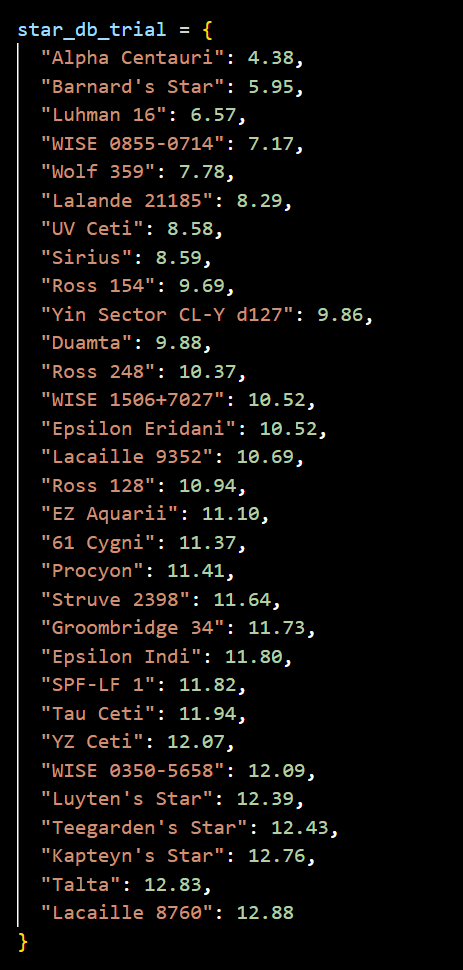 star_db_trial = {
"Alpha Centauri": 4.38,
"Barnard's Star": 5.95,
"Luhman 16": 6.57,
"WISE 0855-0714": 7.17,
"Wolf 359": 7.78,
"Lalande 21185": 8.29,
"UV Ceti": 8.58,
"Sirius": 8.59,
"Ross 154": 9.69,
"Yin Sector CL-Y d127": 9.86,
"Duamta": 9.88,
"Ross 248": 10.37,
"WISE 1506+7027": 10.52,
"Epsilon Eridani": 10.52,
"Lacaille 9352": 10.69,
"Ross 128": 10.94,
"EZ Aquarii": 11.10,
"61 Cygni": 11.37,
"Procyon": 11.41,
"Struve 2398": 11.64,
"Groombridge 34": 11.73,
"Epsilon Indi": 11.80,
"SPF-LF 1": 11.82,
"Tau Ceti": 11.94,
"YZ Ceti": 12.07,
"WISE 0350-5658": 12.09,
"Luyten's Star": 12.39,
"Teegarden's Star": 12.43,
"Kapteyn's Star": 12.76,
"Talta": 12.83,
"Lacaille 8760": 12.88
}